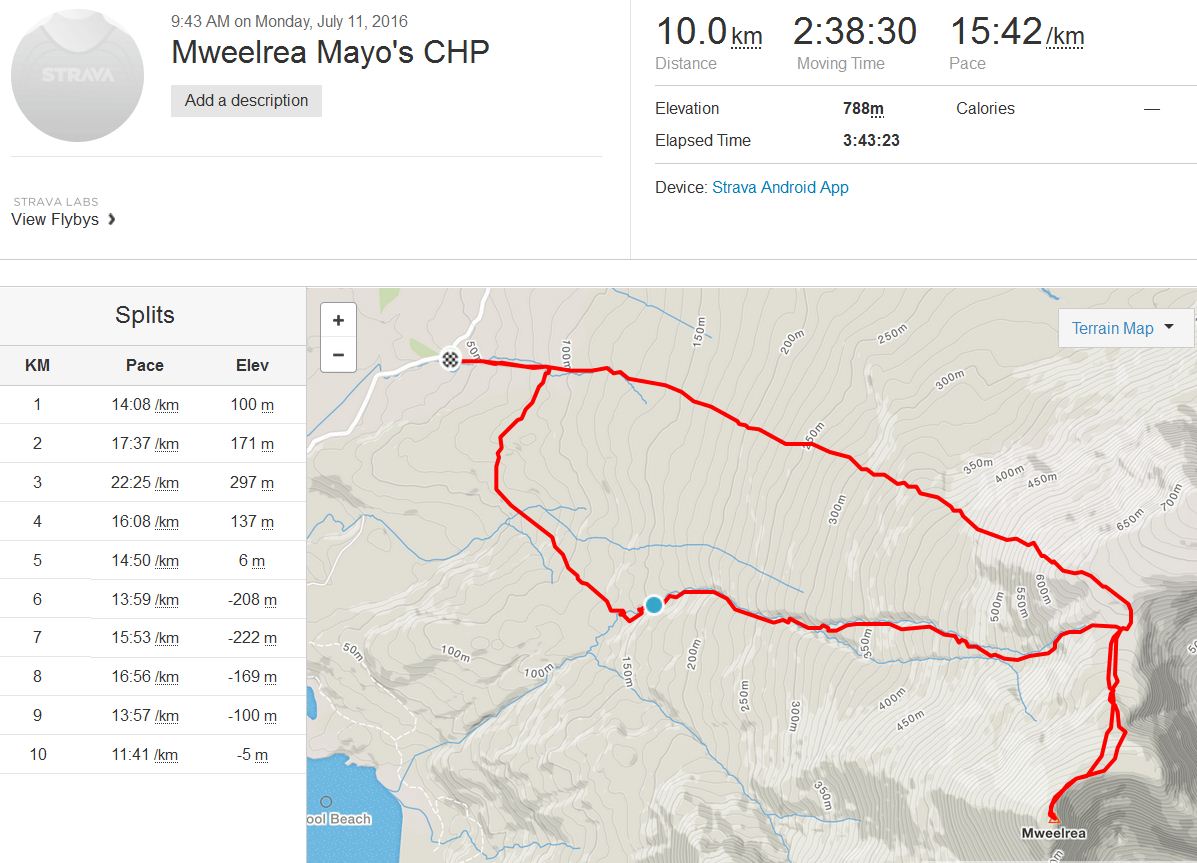 9:43 AM on Monday, July 11, 2016
Mweelrea Mayo's CHP
STRAVA
Add a description
STRAVA LABS
View Flybys
10.0 km 2:38:30 15:42/km
Distance Moving Time Pace
Elevation 788m Calories —
Elapsed Time 3:43:23
Device: Strava Android App
Splits
KM Pace Elev
1 14:08 /km 100 m
2 17:37 /km 171 m
3 22:25 /km 297 m
4 16:08 /km 137 m
5 14:50 /km 6 m
6 13:59 /km -208 m
7 15:53 /km -222 m
8 16:56 /km -169 m
9 13:57 /km -100 m
10 11:41 /km -5 m
+
−
Terrain Map
50m
100m
150m
200m
250m
300m
250m
350m
400m
450m
300m
650m
700m
600m
550m
500m
350m
50m
100m
100m
150m
200m
250m
300m
400m
450m
350m
ool Beach
Mweelrea